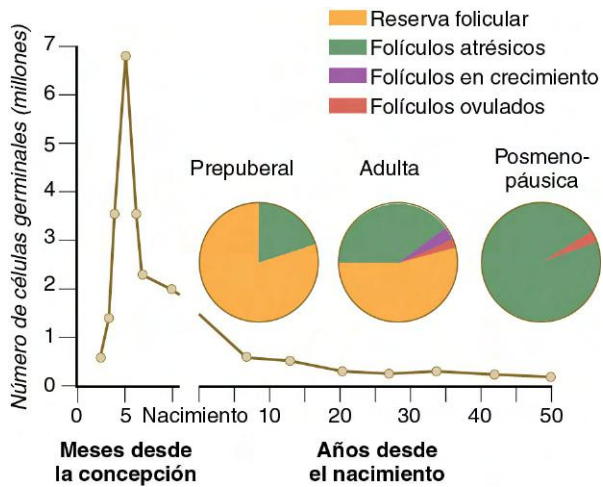 Reserva folicular
Folículos atrésicos
Folículos en crecimiento
Folículos ovulados
Número de células germinales (millones)
7
6
5
4
3
2
1
0
Prepuberal
Adulta
Posmeno-
páusica
0 5 Nacimiento 10 20 30 40 50
Meses desde
la concepción
Años desde
el nacimiento